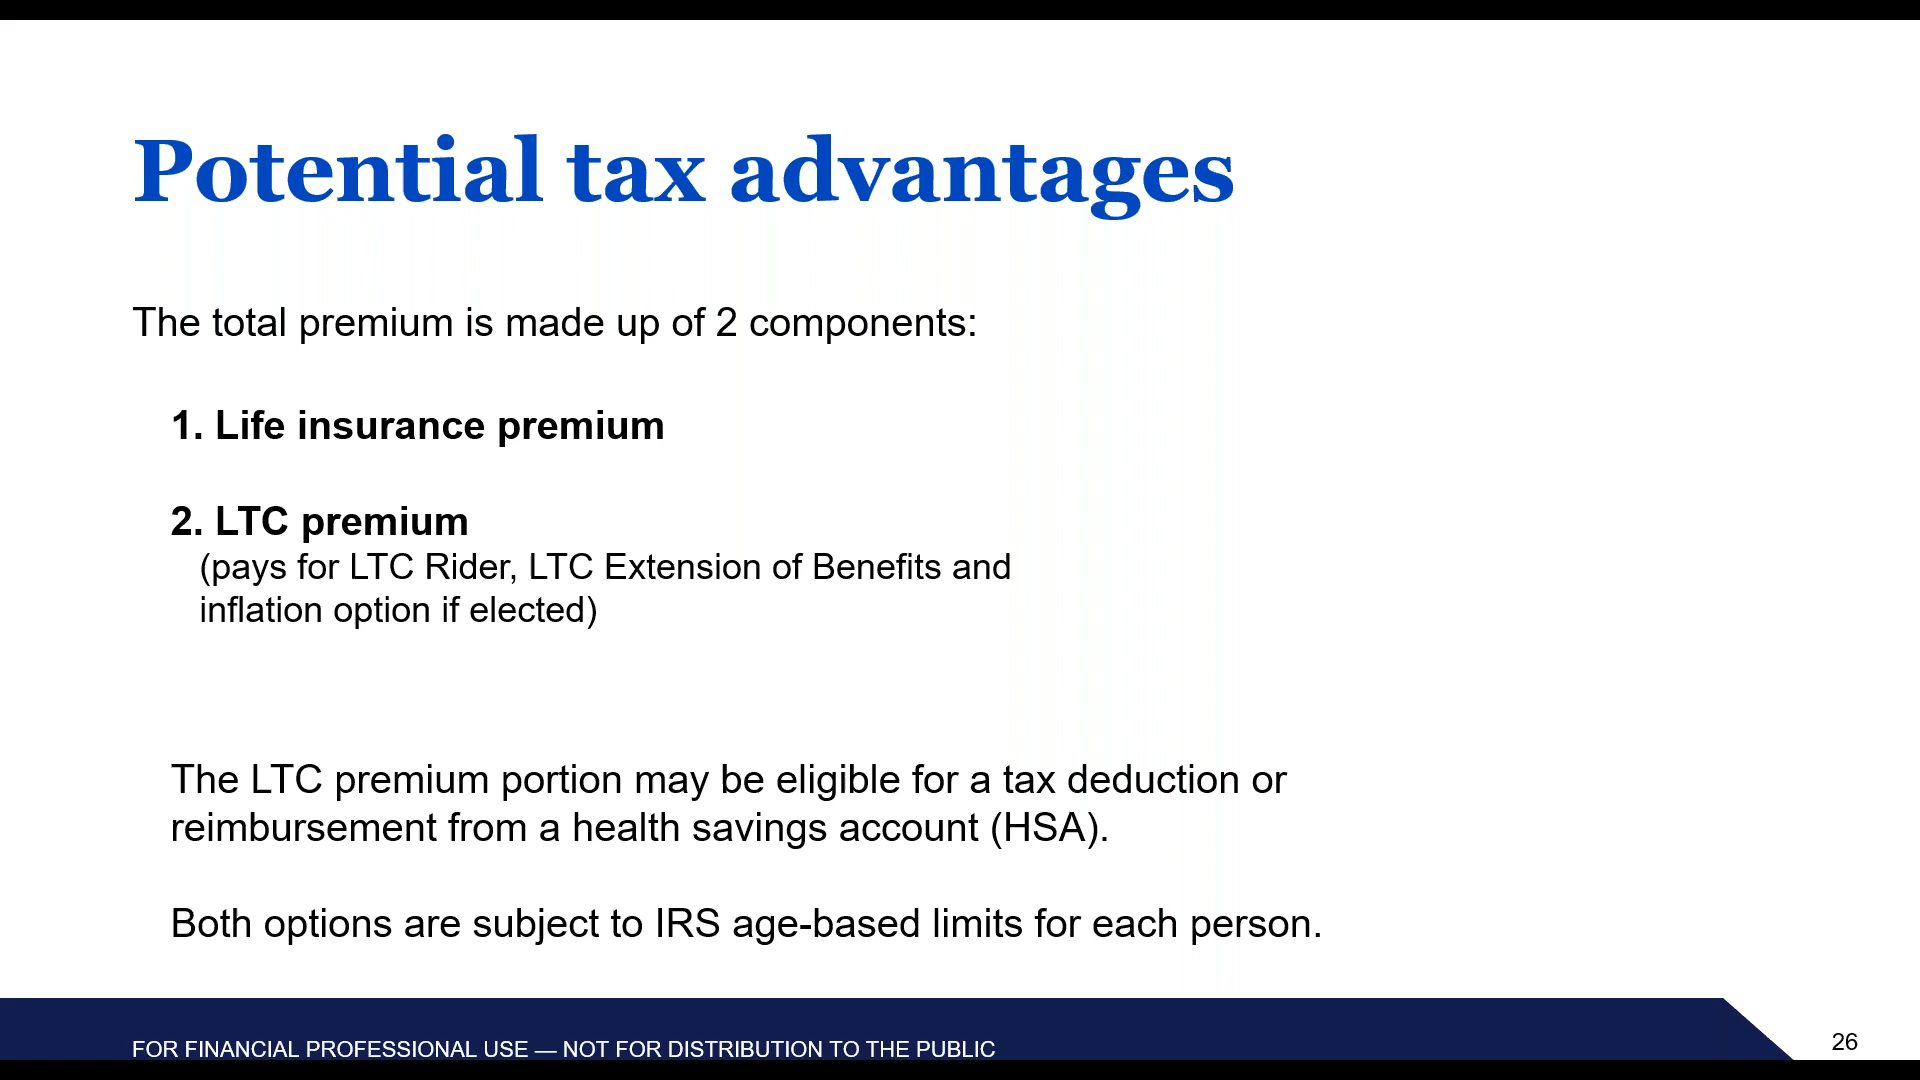 Potential tax advantages
The total premium is made up of 2 components:
1. Life insurance premium
2. LTC premium
(pays for LTC Rider, LTC Extension of Benefits and
inflation option if elected)
The LTC premium portion may be eligible for a tax deduction or
reimbursement from a health savings account (HSA).
Both options are subject to IRS age-based limits for each person.
FOR FINANCIAL PROFESSIONAL USE — NOT FOR DISTRIBUTION TO THE PUBLIC
26